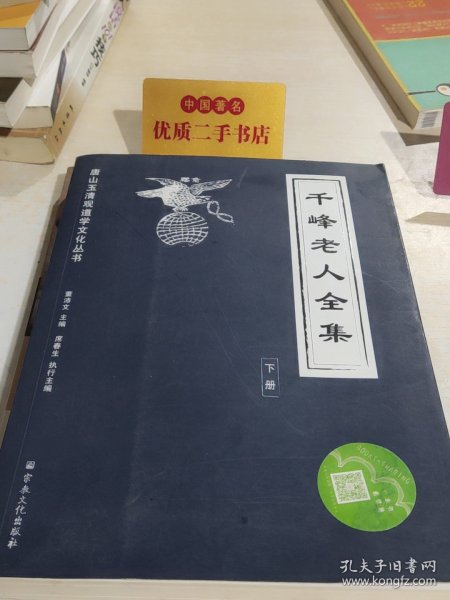 中国著名
优质二手书店
唐山玉清观道学文化丛书
董沛文 主编 席春生 执行主编
千峰老人全集
下册
宗教文化出版社
孔夫子旧书网
www.kongfz.com